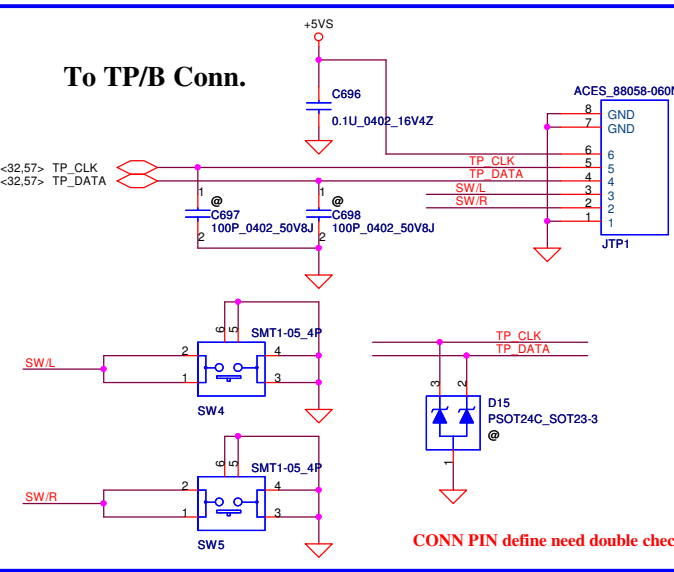 +5VS
To TP/B Conn.
C696
0.1U_0402_16V4Z
ACES_88058-060N
8 GND
7 GND
6 6
5 5
4 4
3 3
2 2
1 1
JTP1
<32,57> TP_CLK
<32,57> TP_DATA
TP_CLK
TP_DATA
SW/L
SW/R
1
@
C697
100P_0402_50V8J
2
1
@
C698
100P_0402_50V8J
2
6 5
SMT1-05_4P
2 4
SW/L
1 3
SW4
6 5
SMT1-05_4P
2 4
SW/R
1 3
SW5
TP_CLK
TP_DATA
3 2
D15
PSOT24C_SOT23-3
@
1
CONN PIN define need double chec